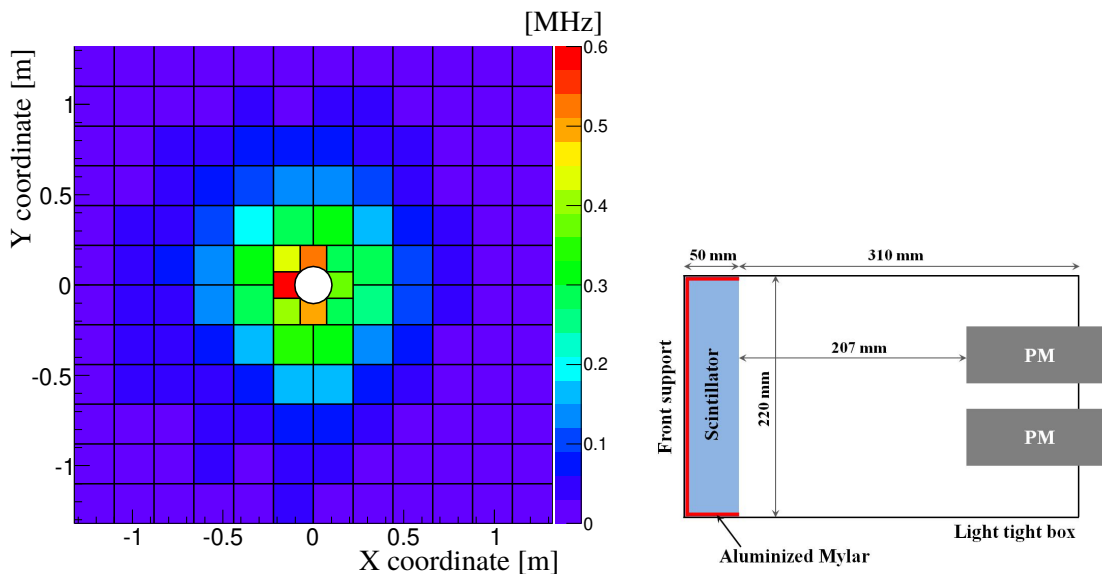 [MHz]
Y coordinate [m]
1
0.5
0
-0.5
-1
-1
-0.5
0
0.5
1
X coordinate [m]
0.6
0.5
0.4
0.3
0.2
0.1
0
50 mm
310 mm
Front support
Scintillator
220 mm
207 mm
PM
PM
Light tight box
Aluminized Mylar